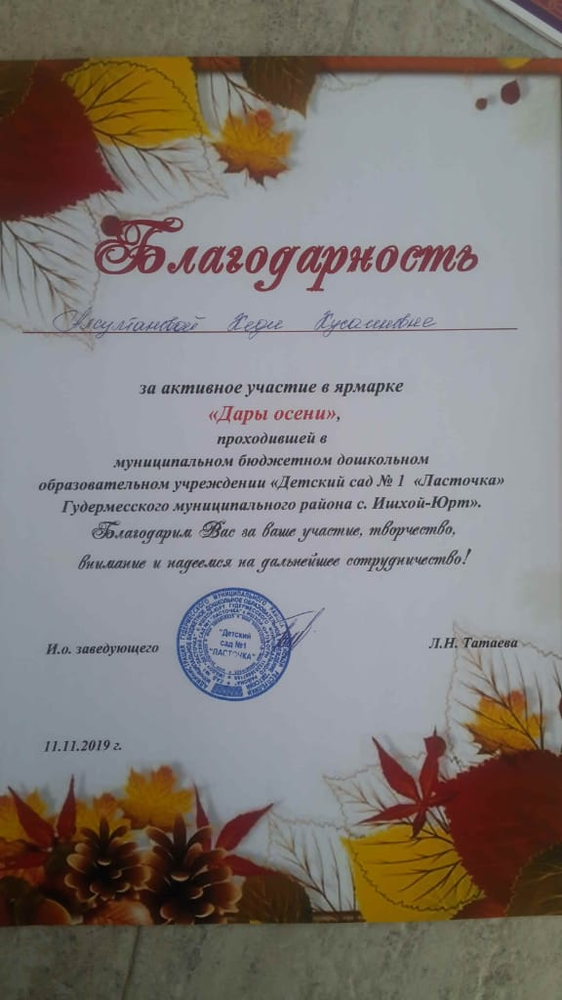 Благодарность
Яхсултановой Хеди Хусаиновне
за активное участие в ярмарке
«Дары осени»,
проходившей в
муниципальном бюджетном дошкольном
образовательном учреждении «Детский сад № 1 «Ласточка»
Гудермесского муниципального района с. Ишхой-Юрт».
Благодарим Вас за ваше участие, творчество,
внимание и надеемся на дальнейшее сотрудничество!
"Детский
И.о. заведующего Л.Н. Татаева
сад №1
"ЛАСТОЧКА"
11.11.2019 г.